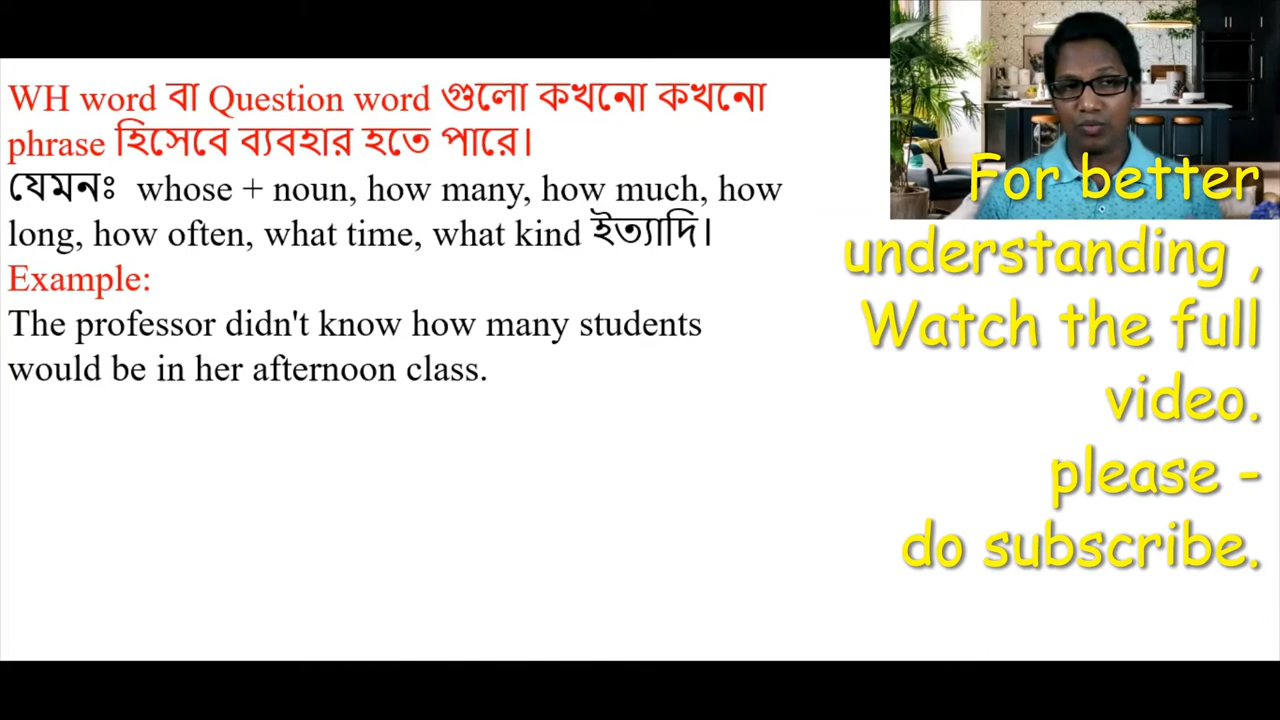 WH word বা Question word গুলো কখনো কখনো
phrase হিসেবে ব্যবহার হতে পারে।
যেমনঃ whose + noun, how many, how much, how
long, how often, what time, what kind ইত্যাদি।
Example:
The professor didn't know how many students
would be in her afternoon class.
For better
understanding ,
Watch the full
video.
please -
do subscribe.